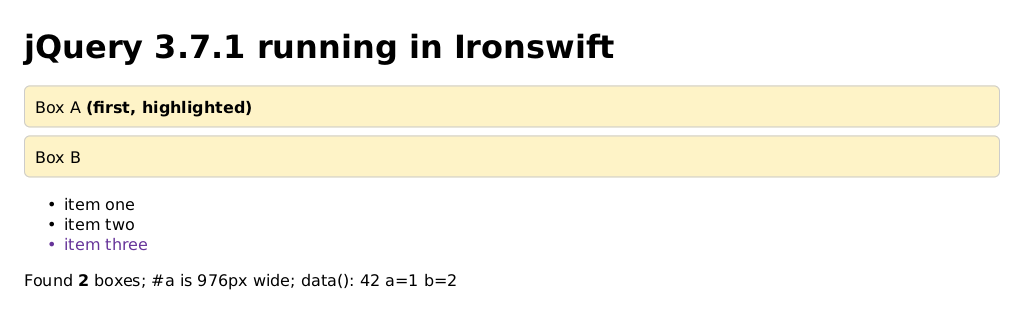 jQuery 3.7.1 running in Ironswift
Box A (first, highlighted)
Box B
• item one
• item two
• item three
Found 2 boxes; #a is 976px wide; data(): 42 a=1 b=2